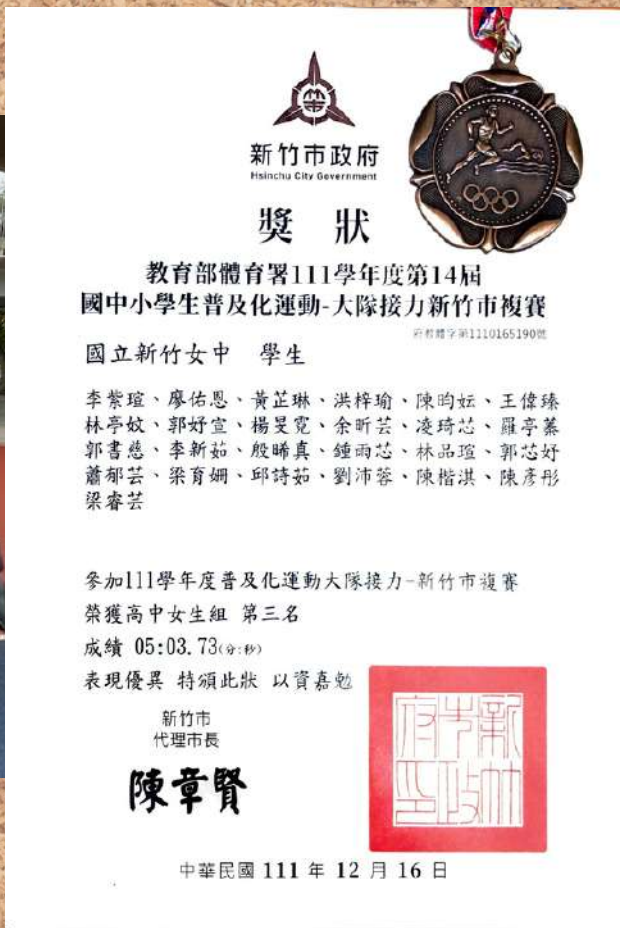 新竹市政府
Hsinchu City Government
獎 狀
教育部體育署111學年度第14屆
國中小學生普及化運動-大隊接力新竹市複賽
府教體字第1110165190號
國立新竹女中 學生
李紫瑄、廖佑恩、黃芷琳、洪梓瑜、陳昀妘、王偉臻
林亭妏、郭妤宣、楊旻霓、余昕芸、凌琦芯、羅亭蓁
郭書慈、李新茹、殷晞真、鍾雨芯、林品瑄、郭芯妤
蕭郁芸、梁育姍、邱詩茹、劉沛蓉、陳楷淇、陳彥彤
梁睿芸
參加111學年度普及化運動大隊接力-新竹市複賽
榮獲高中女生組 第三名
成績 05:03.73(分:秒)
表現優異 特頒此狀 以資嘉勉
新竹市
代理市長
陳章賢
新竹市政府印
中華民國 111 年 12 月 16 日